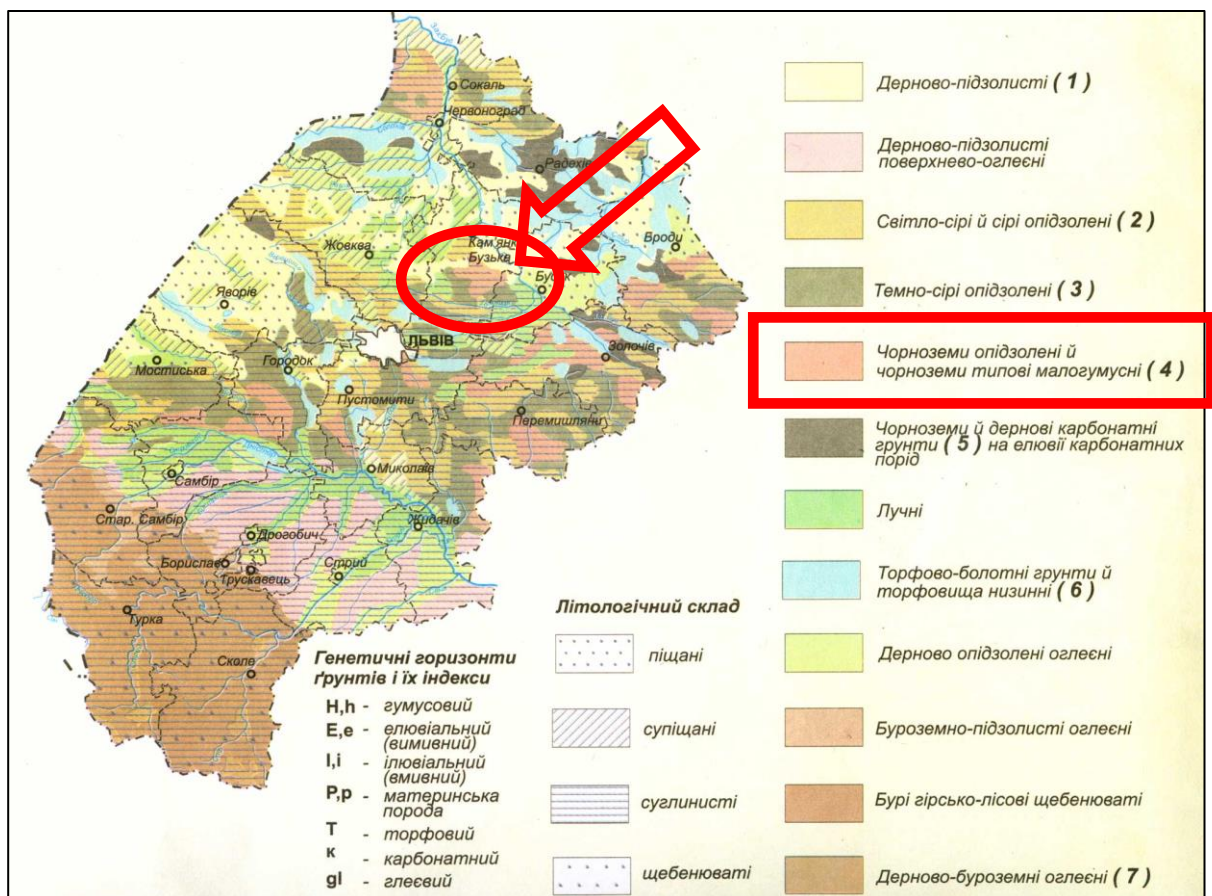 Сокаль
Червоноград
Радехів
Жовква
Кам'янка
Бузька
Броди
Буськ
Яворів
ЛЬВІВ
Золочів
Мостиська
Городок
Пустомити
Перемишляни
Миколаїв
Самбір
Стар. Самбір
Жидачів
Дрогобич
Борислав
Трускавець
Стрий
Турка
Сколе
Генетичні горизонти
ґрунтів і їх індекси
H,h - гумусовий
E,e - елювіальний
(вимивний)
I,i - ілювіальний
(вмивний)
P,p - материнська
порода
T - торфовий
к - карбонатний
gl - глеєвий
Літологічний склад
піщані
супіщані
суглинисті
щебенюваті
Дерново-підзолисті (1)
Дерново-підзолисті
поверхнево-оглеєні
Світло-сірі й сірі опідзолені (2)
Темно-сірі опідзолені (3)
Чорноземи опідзолені й
чорноземи типові малогумусні (4)
Чорноземи й дернові карбонатні
грунти (5) на елювії карбонатних
порід
Лучні
Торфово-болотні грунти й
торфовища низинні (6)
Дерново опідзолені оглеєні
Буроземно-підзолисті оглеєні
Бурі гірсько-лісові щебенюваті
Дерново-буроземні оглеєні (7)